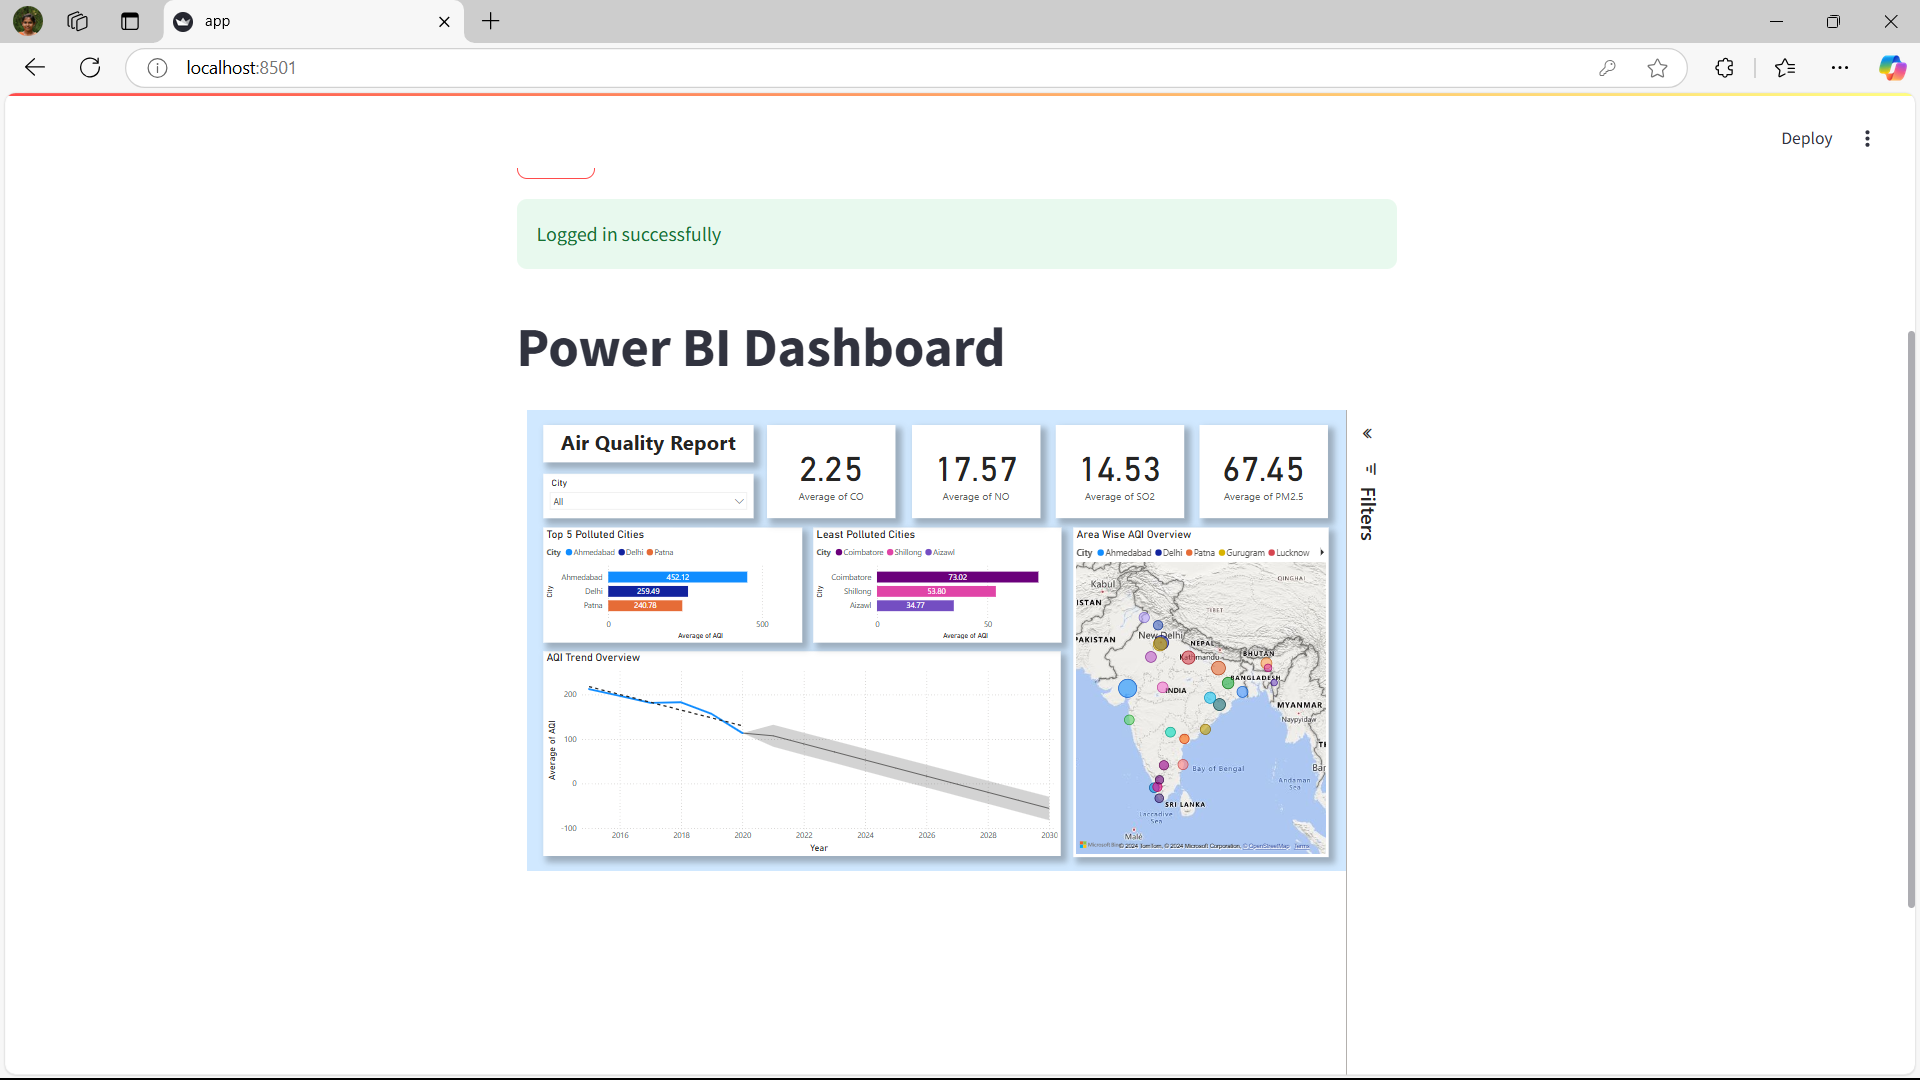 app
localhost:8501
Deploy
Logged in successfully
Power BI Dashboard
Air Quality Report
City
All
2.25
Average of CO
17.57
Average of NO
14.53
Average of SO2
67.45
Average of PM2.5
Filters
Top 5 Polluted Cities
City Ahmedabad Delhi Patna
City
Ahmedabad 452.12
Delhi 259.49
Patna 240.78
0 500
Average of AQI
Least Polluted Cities
City Coimbatore Shillong Aizawl
City
Coimbatore 73.02
Shillong 53.80
Aizawl 34.77
0 50
Average of AQI
Area Wise AQI Overview
City Ahmedabad Delhi Patna Gurugram Lucknow
Kabul
QINGHAI
ISTAN
TIBET
New Delhi
PAKISTAN
NEPAL
Kathmandu
BHUTAN
BANGLADESH
INDIA
MYANMAR
Naypyidaw
TH
Bay of Bengal
Bar
Andaman
Sea
SRI LANKA
Laccadive
Sea
Male
Microsoft Bing
© 2024 TomTom, © 2024 Microsoft Corporation, © OpenStreetMap Terms
AQI Trend Overview
Average of AQI
200
100
0
-100
2016 2018 2020 2022 2024 2026 2028 2030
Year